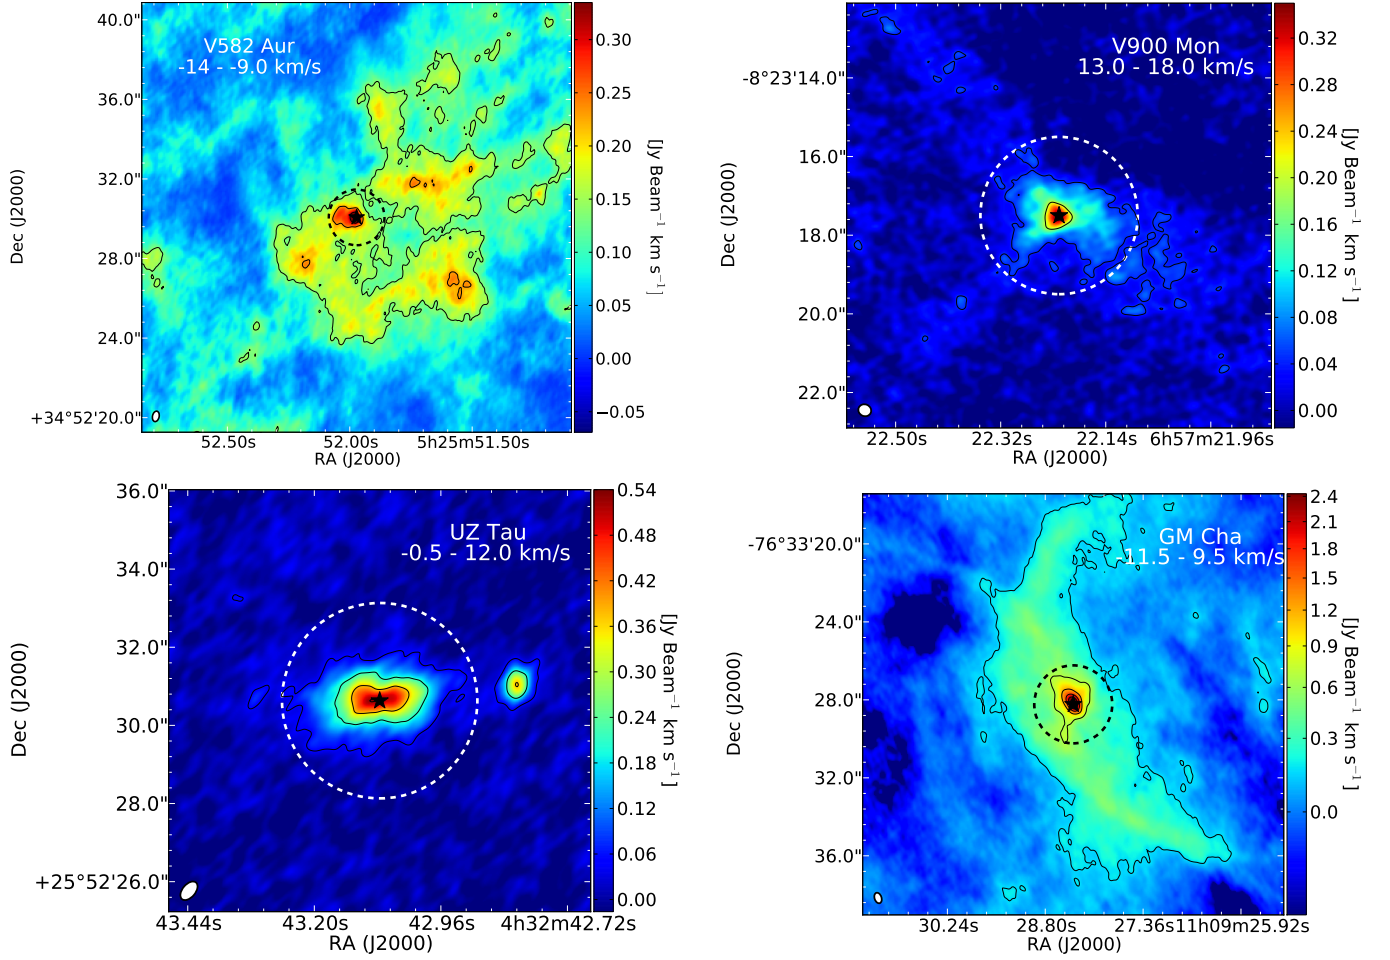 40.0"
36.0"
32.0"
28.0"
24.0"
+34°52'20.0"
Dec (J2000)
V582 Aur
-14 - -9.0 km/s
52.50s 52.00s 5h25m51.50s
RA (J2000)
0.30
0.25
0.20
0.15
0.10
0.05
0.00
−0.05
[Jy Beam⁻¹ km s⁻¹]
-8°23'14.0"
16.0"
18.0"
20.0"
22.0"
Dec (J2000)
V900 Mon
13.0 - 18.0 km/s
22.50s 22.32s 22.14s 6h57m21.96s
RA (J2000)
0.32
0.28
0.24
0.20
0.16
0.12
0.08
0.04
0.00
[Jy Beam⁻¹ km s⁻¹]
36.0"
34.0"
32.0"
30.0"
28.0"
+25°52'26.0"
Dec (J2000)
UZ Tau
-0.5 - 12.0 km/s
43.44s 43.20s 42.96s 4h32m42.72s
RA (J2000)
0.54
0.48
0.42
0.36
0.30
0.24
0.18
0.12
0.06
0.00
[Jy Beam⁻¹ km s⁻¹]
-76°33'20.0"
24.0"
28.0"
32.0"
36.0"
Dec (J2000)
GM Cha
11.5 - 9.5 km/s
30.24s 28.80s 27.36s 11h09m25.92s
RA (J2000)
2.4
2.1
1.8
1.5
1.2
0.9
0.6
0.3
0.0
[Jy Beam⁻¹ km s⁻¹]